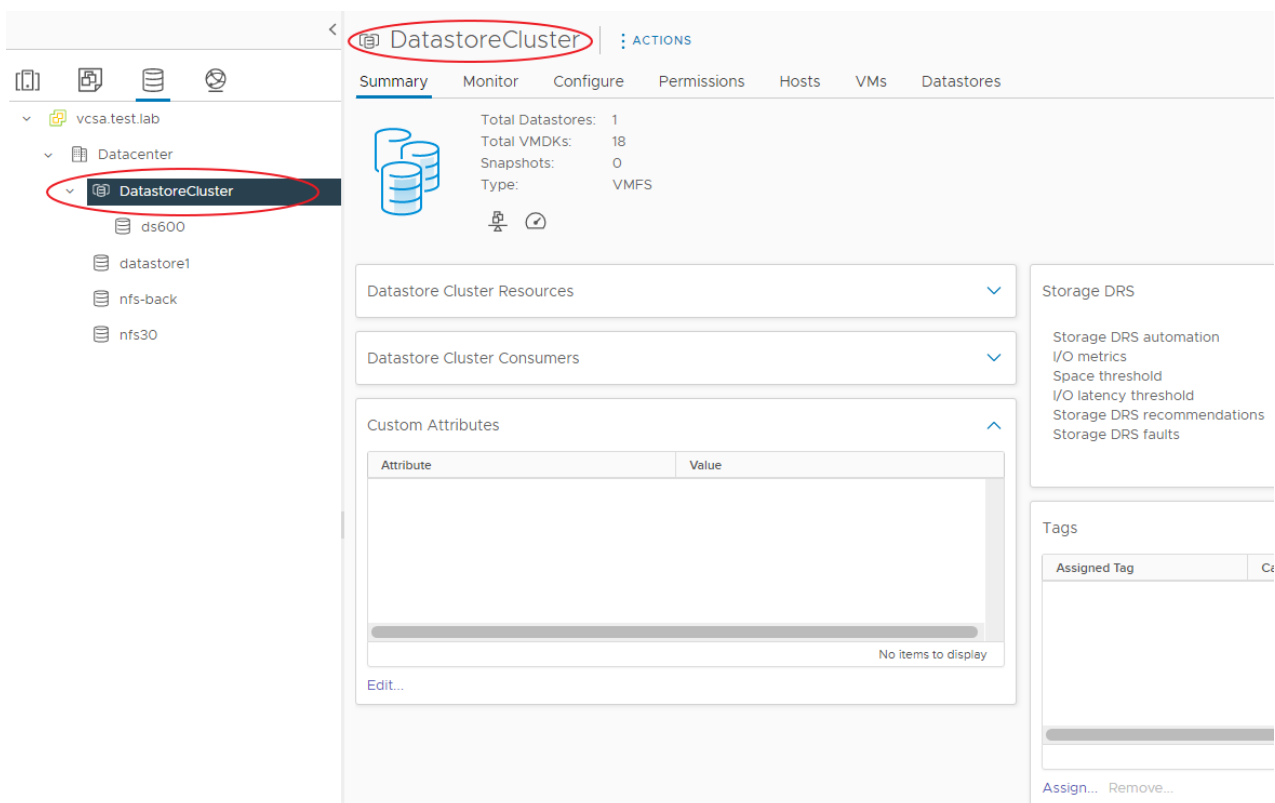 vcsa.test.lab
Datacenter
DatastoreCluster
ds600
datastore1
nfs-back
nfs30
DatastoreCluster
ACTIONS
Summary Monitor Configure Permissions Hosts VMs Datastores
Total Datastores: 1
Total VMDKs: 18
Snapshots: 0
Type: VMFS
Datastore Cluster Resources
Datastore Cluster Consumers
Custom Attributes
Attribute Value
No items to display
Edit...
Storage DRS
Storage DRS automation
I/O metrics
Space threshold
I/O latency threshold
Storage DRS recommendations
Storage DRS faults
Tags
Assigned Tag Ca
Assign... Remove...